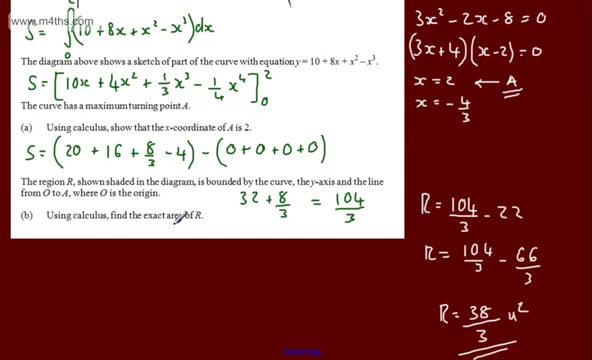 www.m4ths.com
S = ∫₀² (10 + 8x + x² - x³) dx
The diagram above shows a sketch of part of the curve with equation y = 10 + 8x + x² – x³.
S = [10x + 4x² + 1/3 x³ - 1/4 x⁴]₀²
The curve has a maximum turning point A.
(a) Using calculus, show that the x-coordinate of A is 2.
S = (20 + 16 + 8/3 - 4) - (0 + 0 + 0 + 0)
The region R, shown shaded in the diagram, is bounded by the curve, the y-axis and the line
from O to A, where O is the origin.
32 + 8/3 = 104/3
(b) Using calculus, find the exact area of R.
3x² - 2x - 8 = 0
(3x + 4)(x - 2) = 0
x = 2 ← A
x = - 4/3
R = 104/3 - 22
R = 104/3 - 66/3
R = 38/3 u²